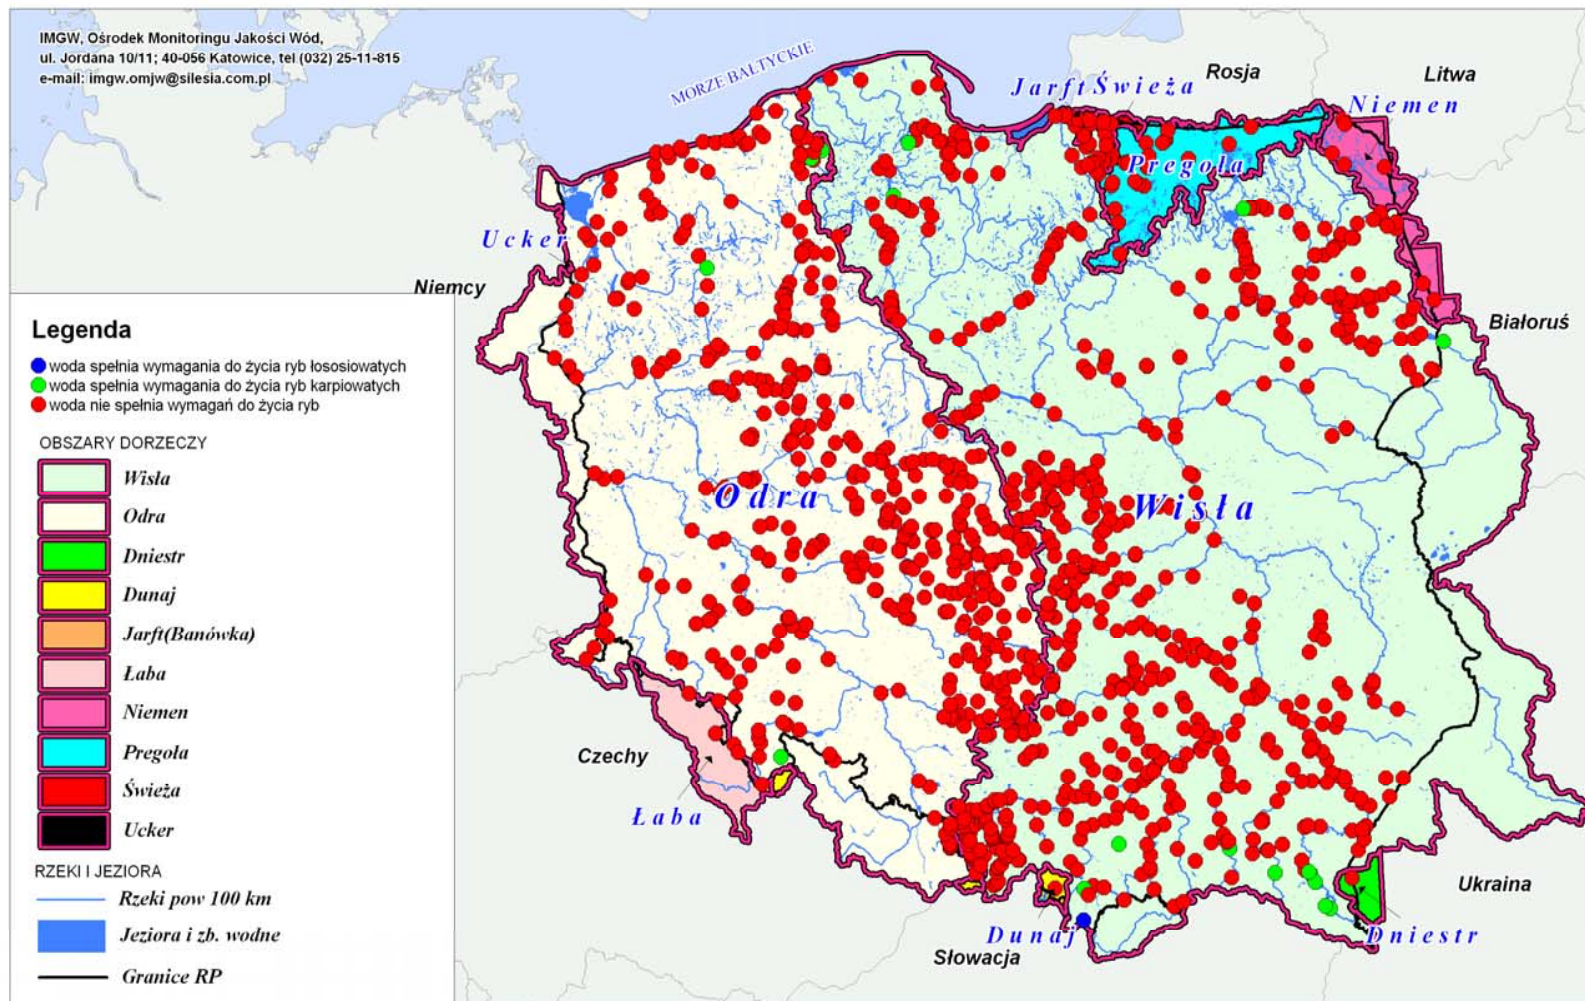 IMGW, Ośrodek Monitoringu Jakości Wód,
ul. Jordana 10/11; 40-056 Katowice, tel (032) 25-11-815
e-mail: imgw.omjw@silesia.com.pl
MORZE BAŁTYCKIE
Rosja
Litwa
Jarft Świeża
Niemen
Pregoła
Ucker
Niemcy
Białoruś
Odra
Wisła
Czechy
Łaba
Ukraina
Dunaj
Dniestr
Słowacja
Legenda
woda spełnia wymagania do życia ryb łososiowatych
woda spełnia wymagania do życia ryb karpiowatych
woda nie spełnia wymagań do życia ryb
OBSZARY DORZECZY
Wisła
Odra
Dniestr
Dunaj
Jarft(Banówka)
Łaba
Niemen
Pregoła
Świeża
Ucker
RZEKI I JEZIORA
Rzeki pow 100 km
Jeziora i zb. wodne
Granice RP